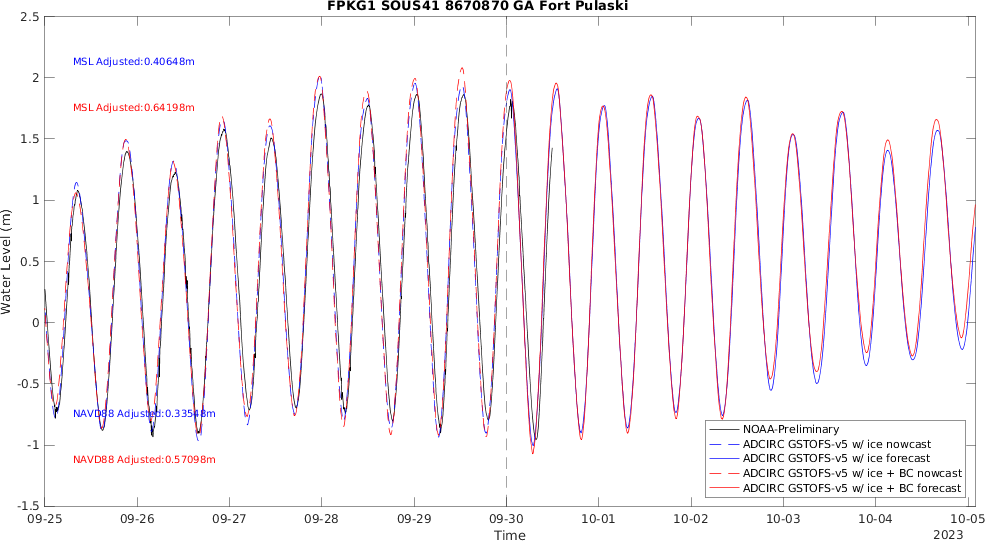 FPKG1 SOUS41 8670870 GA Fort Pulaski
2.5
2
1.5
1
0.5
0
-0.5
-1
-1.5
Water Level (m)
MSL Adjusted:0.40648m
MSL Adjusted:0.64198m
NAVD88 Adjusted:0.33548m
NAVD88 Adjusted:0.57098m
NOAA-Preliminary
ADCIRC GSTOFS-v5 w/ ice nowcast
ADCIRC GSTOFS-v5 w/ ice forecast
ADCIRC GSTOFS-v5 w/ ice + BC nowcast
ADCIRC GSTOFS-v5 w/ ice + BC forecast
09-25 09-26 09-27 09-28 09-29 09-30 10-01 10-02 10-03 10-04 10-05
Time
2023